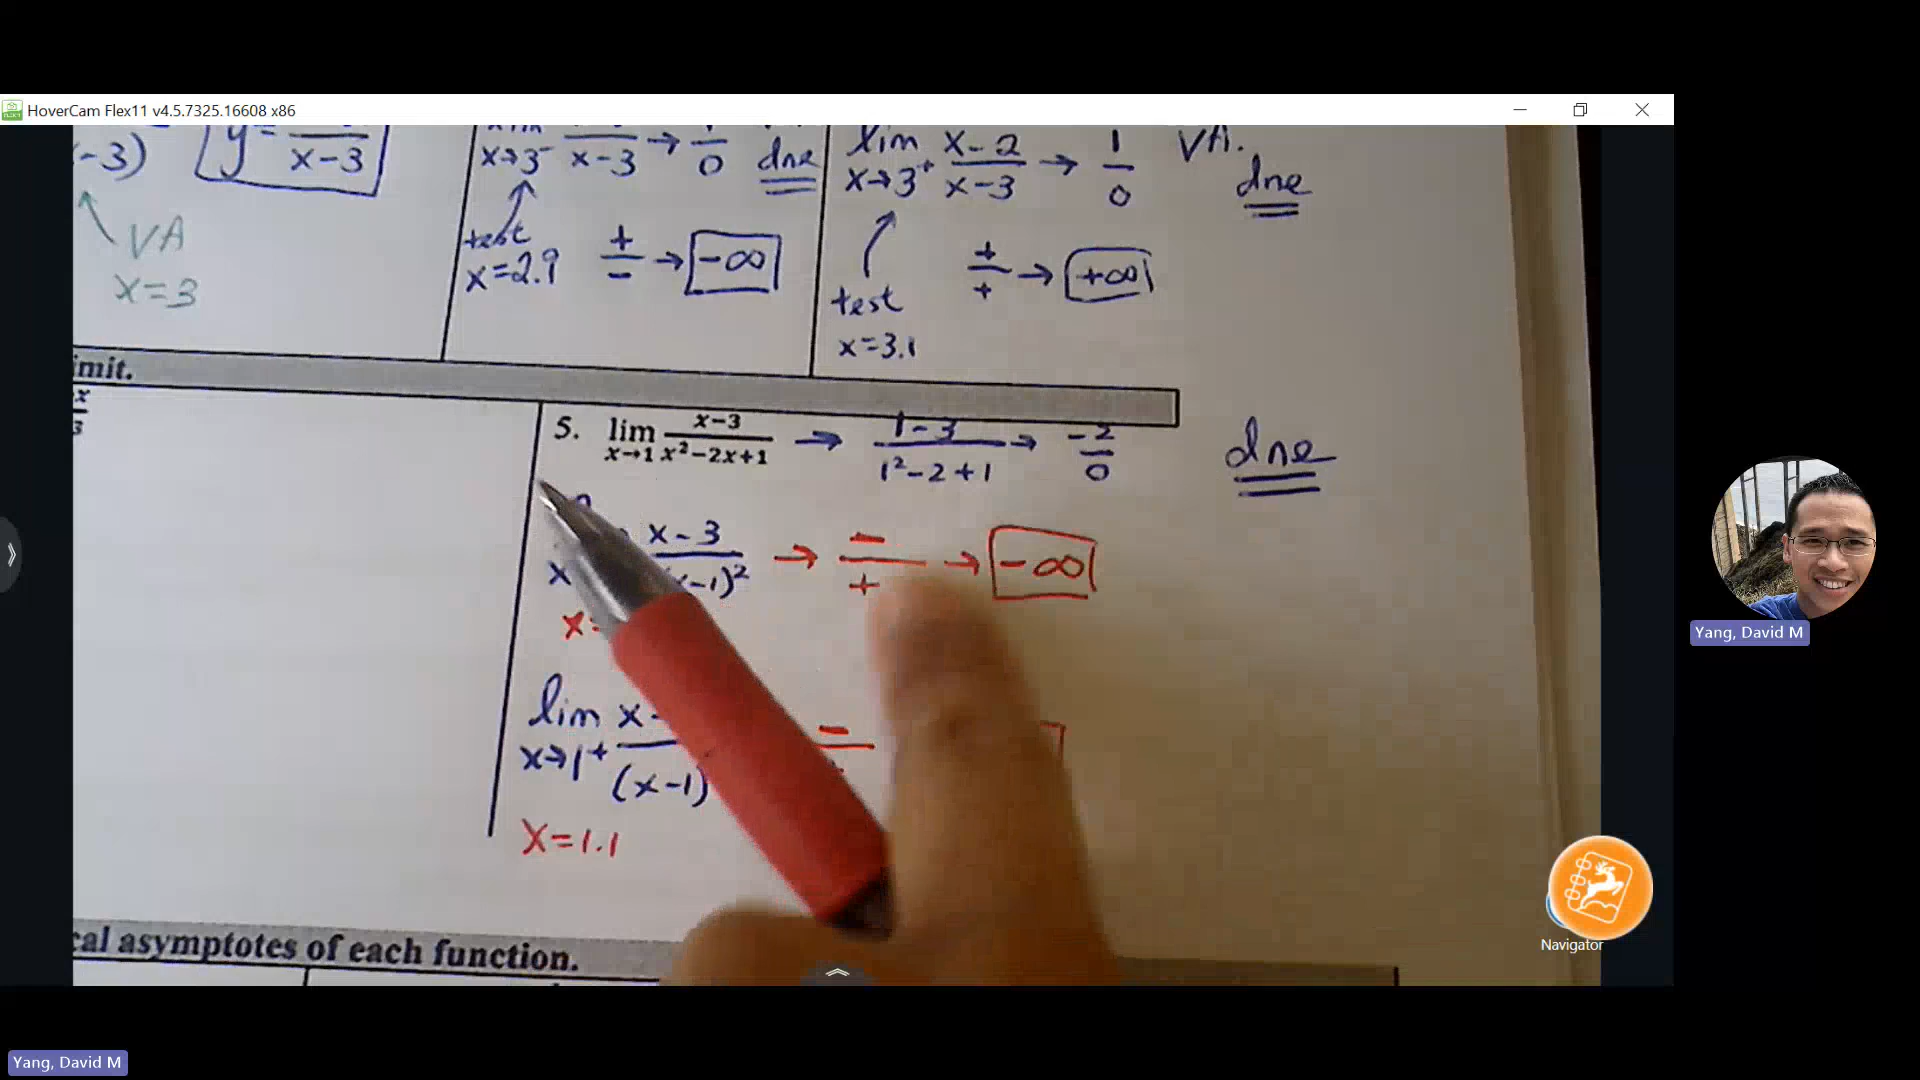 HoverCam Flex11 v4.5.7325.16608 x86
-3)
x-3
VA
x=3
x→3⁻ x-3 → 0 dne
test
x=2.9 + / - → -∞
lim x→3⁺ x-2 / x-3 → 1 / 0 VA.
dne
test
x=3.1 + / + → +∞
imit.
x
3
5. lim x→1 x-3 / x²-2x+1 → 1-3 / 1²-2+1 → -2 / 0 dne
x-3 / x-1)² → - / + → -∞
x=
lim x→1⁺ x- / (x-1) -
x=1.1
cal asymptotes of each function.
Yang, David M
Navigator
Yang, David M